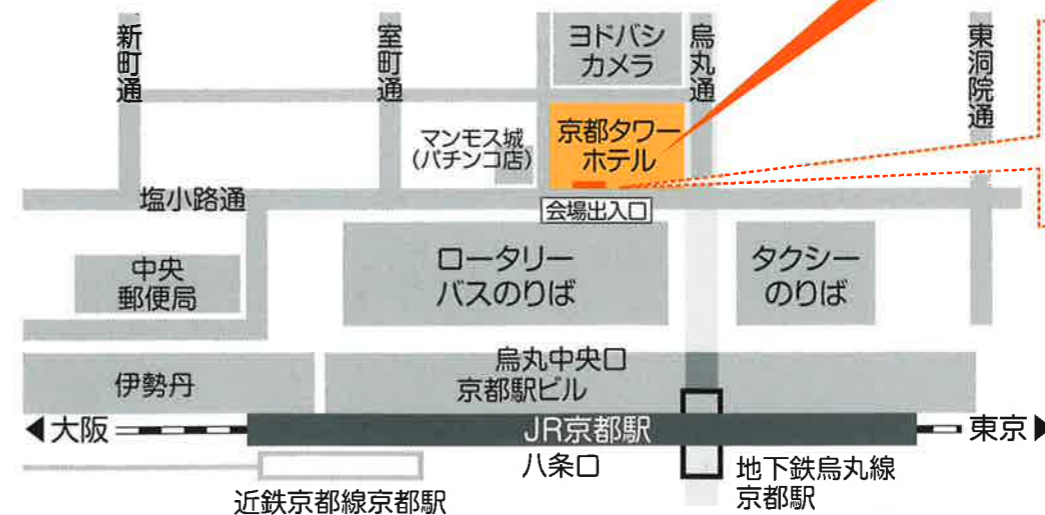 新町通
室町通
ヨドバシ
カメラ
烏丸通
東洞院通
マンモス城
(パチンコ店)
京都タワー
ホテル
塩小路通
会場出入口
中央
郵便局
ロータリー
バスのりば
タクシー
のりば
伊勢丹
烏丸中央口
京都駅ビル
◀大阪
JR京都駅
東京▶
八条口
近鉄京都線京都駅
地下鉄烏丸線
京都駅